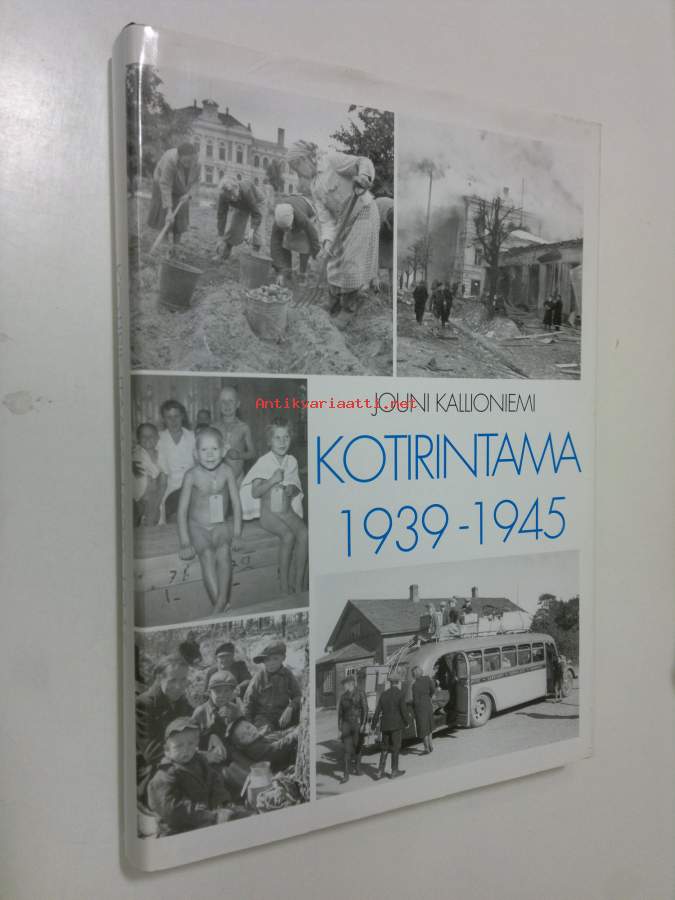 Antikvariaatti.net
JOUNI KALLIONIEMI
KOTIRINTAMA
1939-1945